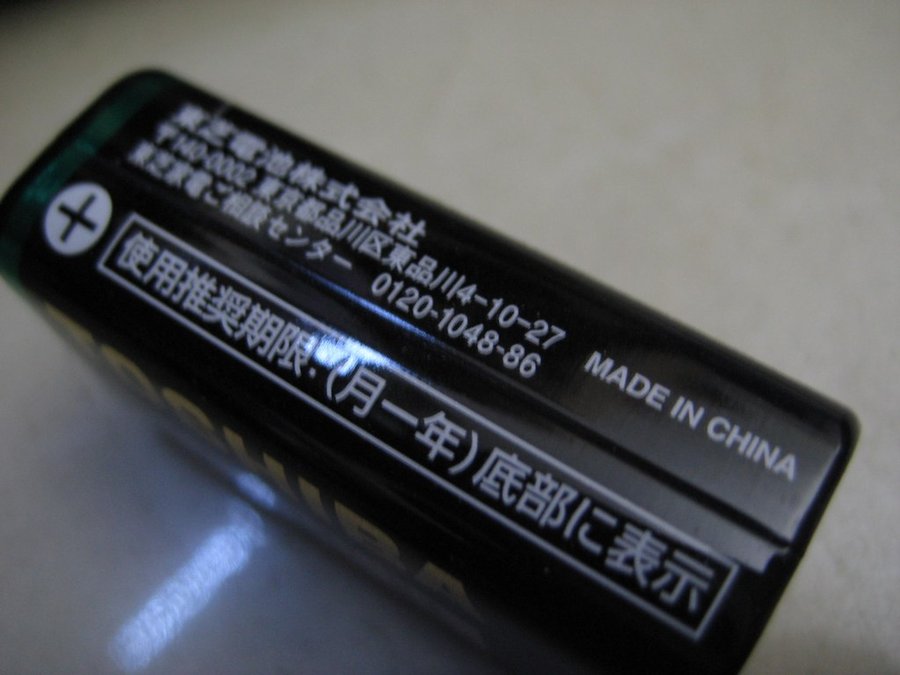 東芝電池株式会社
〒140-0002 東京都品川区東品川4-10-27
東芝家電ご相談センター 0120-1048-86
MADE IN CHINA
使用推奨期限:(月ー年)底部に表示
TOSHIBA